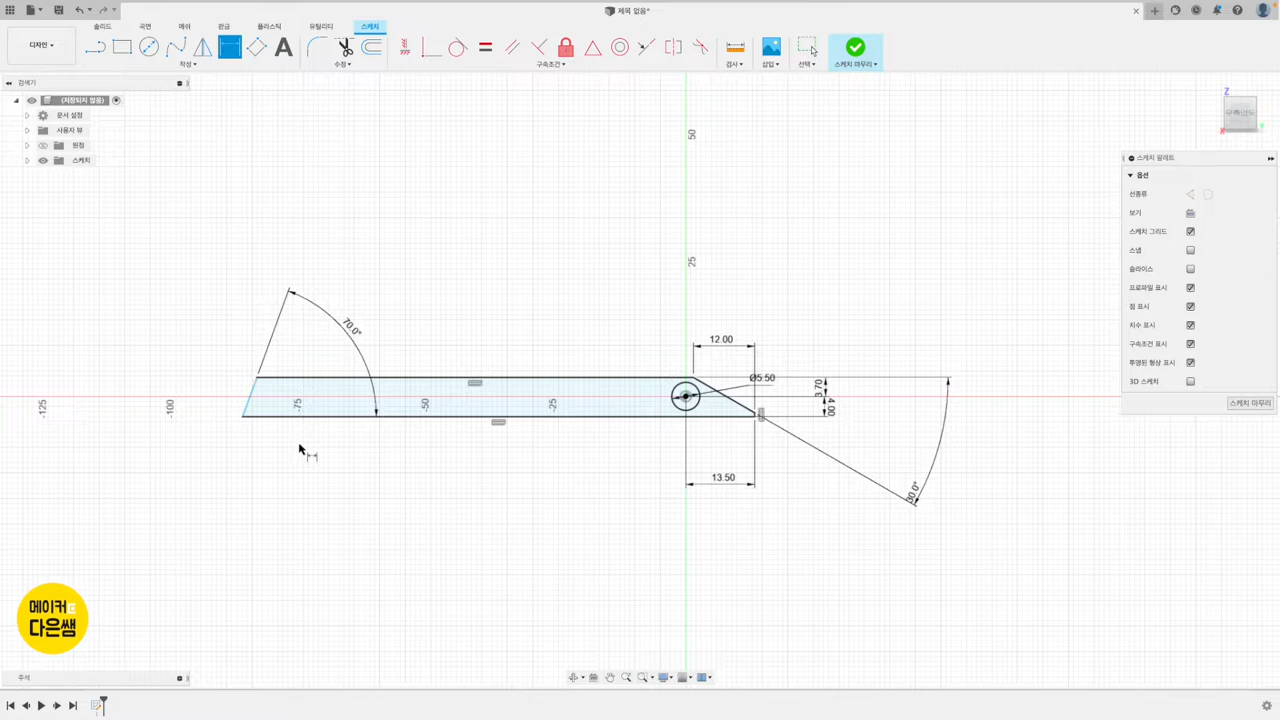 제목 없음*
솔리드 곡면 메쉬 판금 플라스틱 유틸리티 스케치
디자인
작성 수정 구속조건 검사 삽입 선택 스케치 마무리
검색기
(저장되지 않음)
문서 설정
사용자 뷰
원점
스케치
Z
X
Y
스케치 팔레트
옵션
선종류
보기
스케치 그리드
스냅
슬라이스
프로파일 표시
점 표시
치수 표시
구속조건 표시
투영된 형상 표시
3D 스케치
스케치 마무리
50
25
70.0°
12.00
Ø5.50
3.70
4.00
-125
-100
-75
-50
-25
13.50
30.0°
메이커
다은쌤
주석